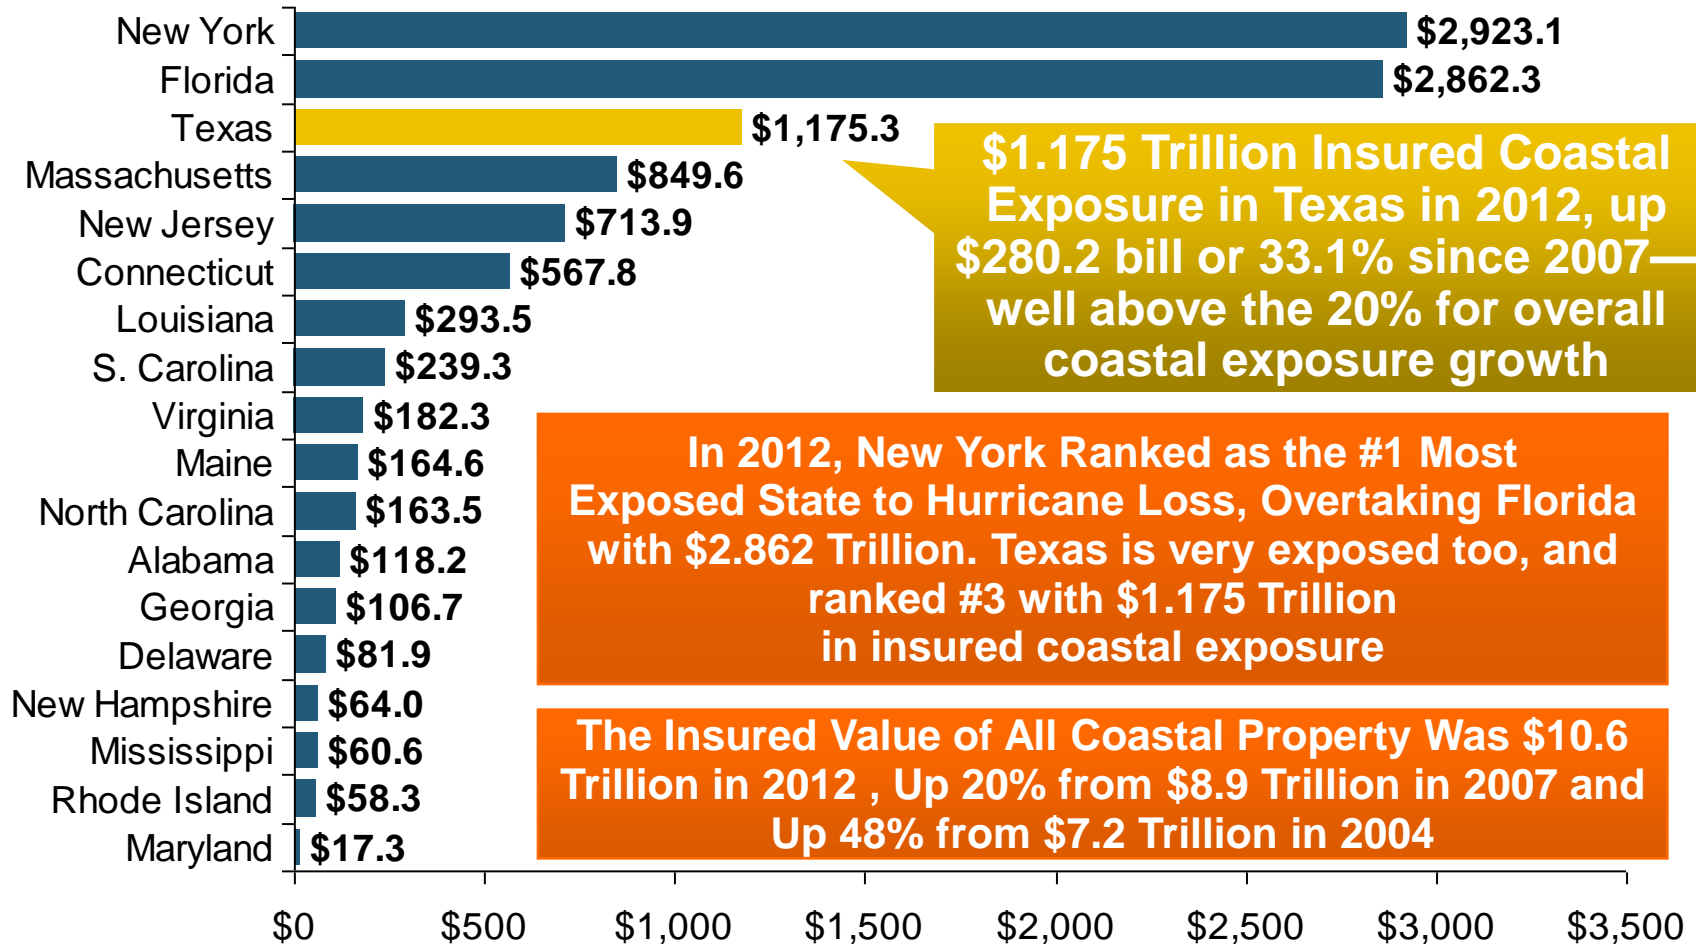 New York $2,923.1
Florida $2,862.3
Texas $1,175.3
Massachusetts $849.6
New Jersey $713.9
Connecticut $567.8
Louisiana $293.5
S. Carolina $239.3
Virginia $182.3
Maine $164.6
North Carolina $163.5
Alabama $118.2
Georgia $106.7
Delaware $81.9
New Hampshire $64.0
Mississippi $60.6
Rhode Island $58.3
Maryland $17.3
$0 $500 $1,000 $1,500 $2,000 $2,500 $3,000 $3,500
$1.175 Trillion Insured Coastal
Exposure in Texas in 2012, up
$280.2 bill or 33.1% since 2007—
well above the 20% for overall
coastal exposure growth
In 2012, New York Ranked as the #1 Most
Exposed State to Hurricane Loss, Overtaking Florida
with $2.862 Trillion. Texas is very exposed too, and
ranked #3 with $1.175 Trillion
in insured coastal exposure
The Insured Value of All Coastal Property Was $10.6
Trillion in 2012 , Up 20% from $8.9 Trillion in 2007 and
Up 48% from $7.2 Trillion in 2004